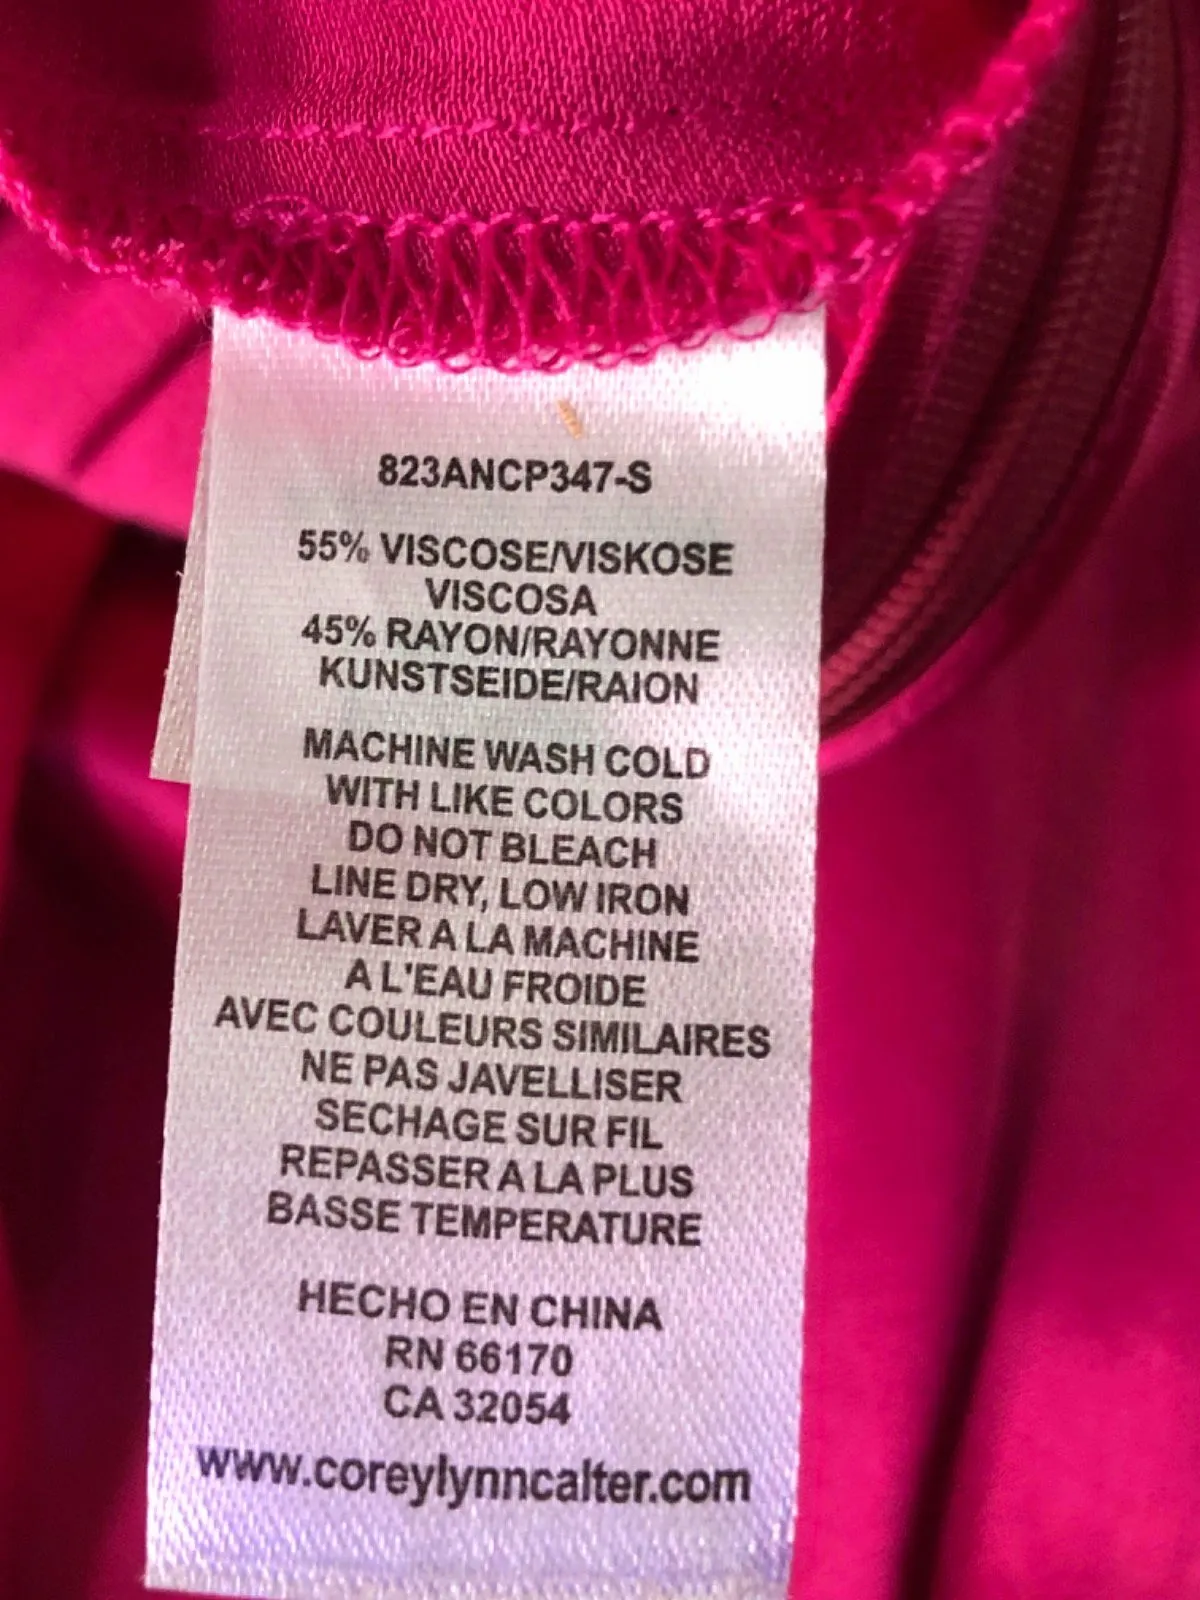 823ANCP347-S
55% VISCOSE/VISKOSE
VISCOSA
45% RAYON/RAYONNE
KUNSTSEIDE/RAION
MACHINE WASH COLD
WITH LIKE COLORS
DO NOT BLEACH
LINE DRY, LOW IRON
LAVER A LA MACHINE
A L'EAU FROIDE
AVEC COULEURS SIMILAIRES
NE PAS JAVELLISER
SECHAGE SUR FIL
REPASSER A LA PLUS
BASSE TEMPERATURE
HECHO EN CHINA
RN 66170
CA 32054
www.coreylynncalter.com